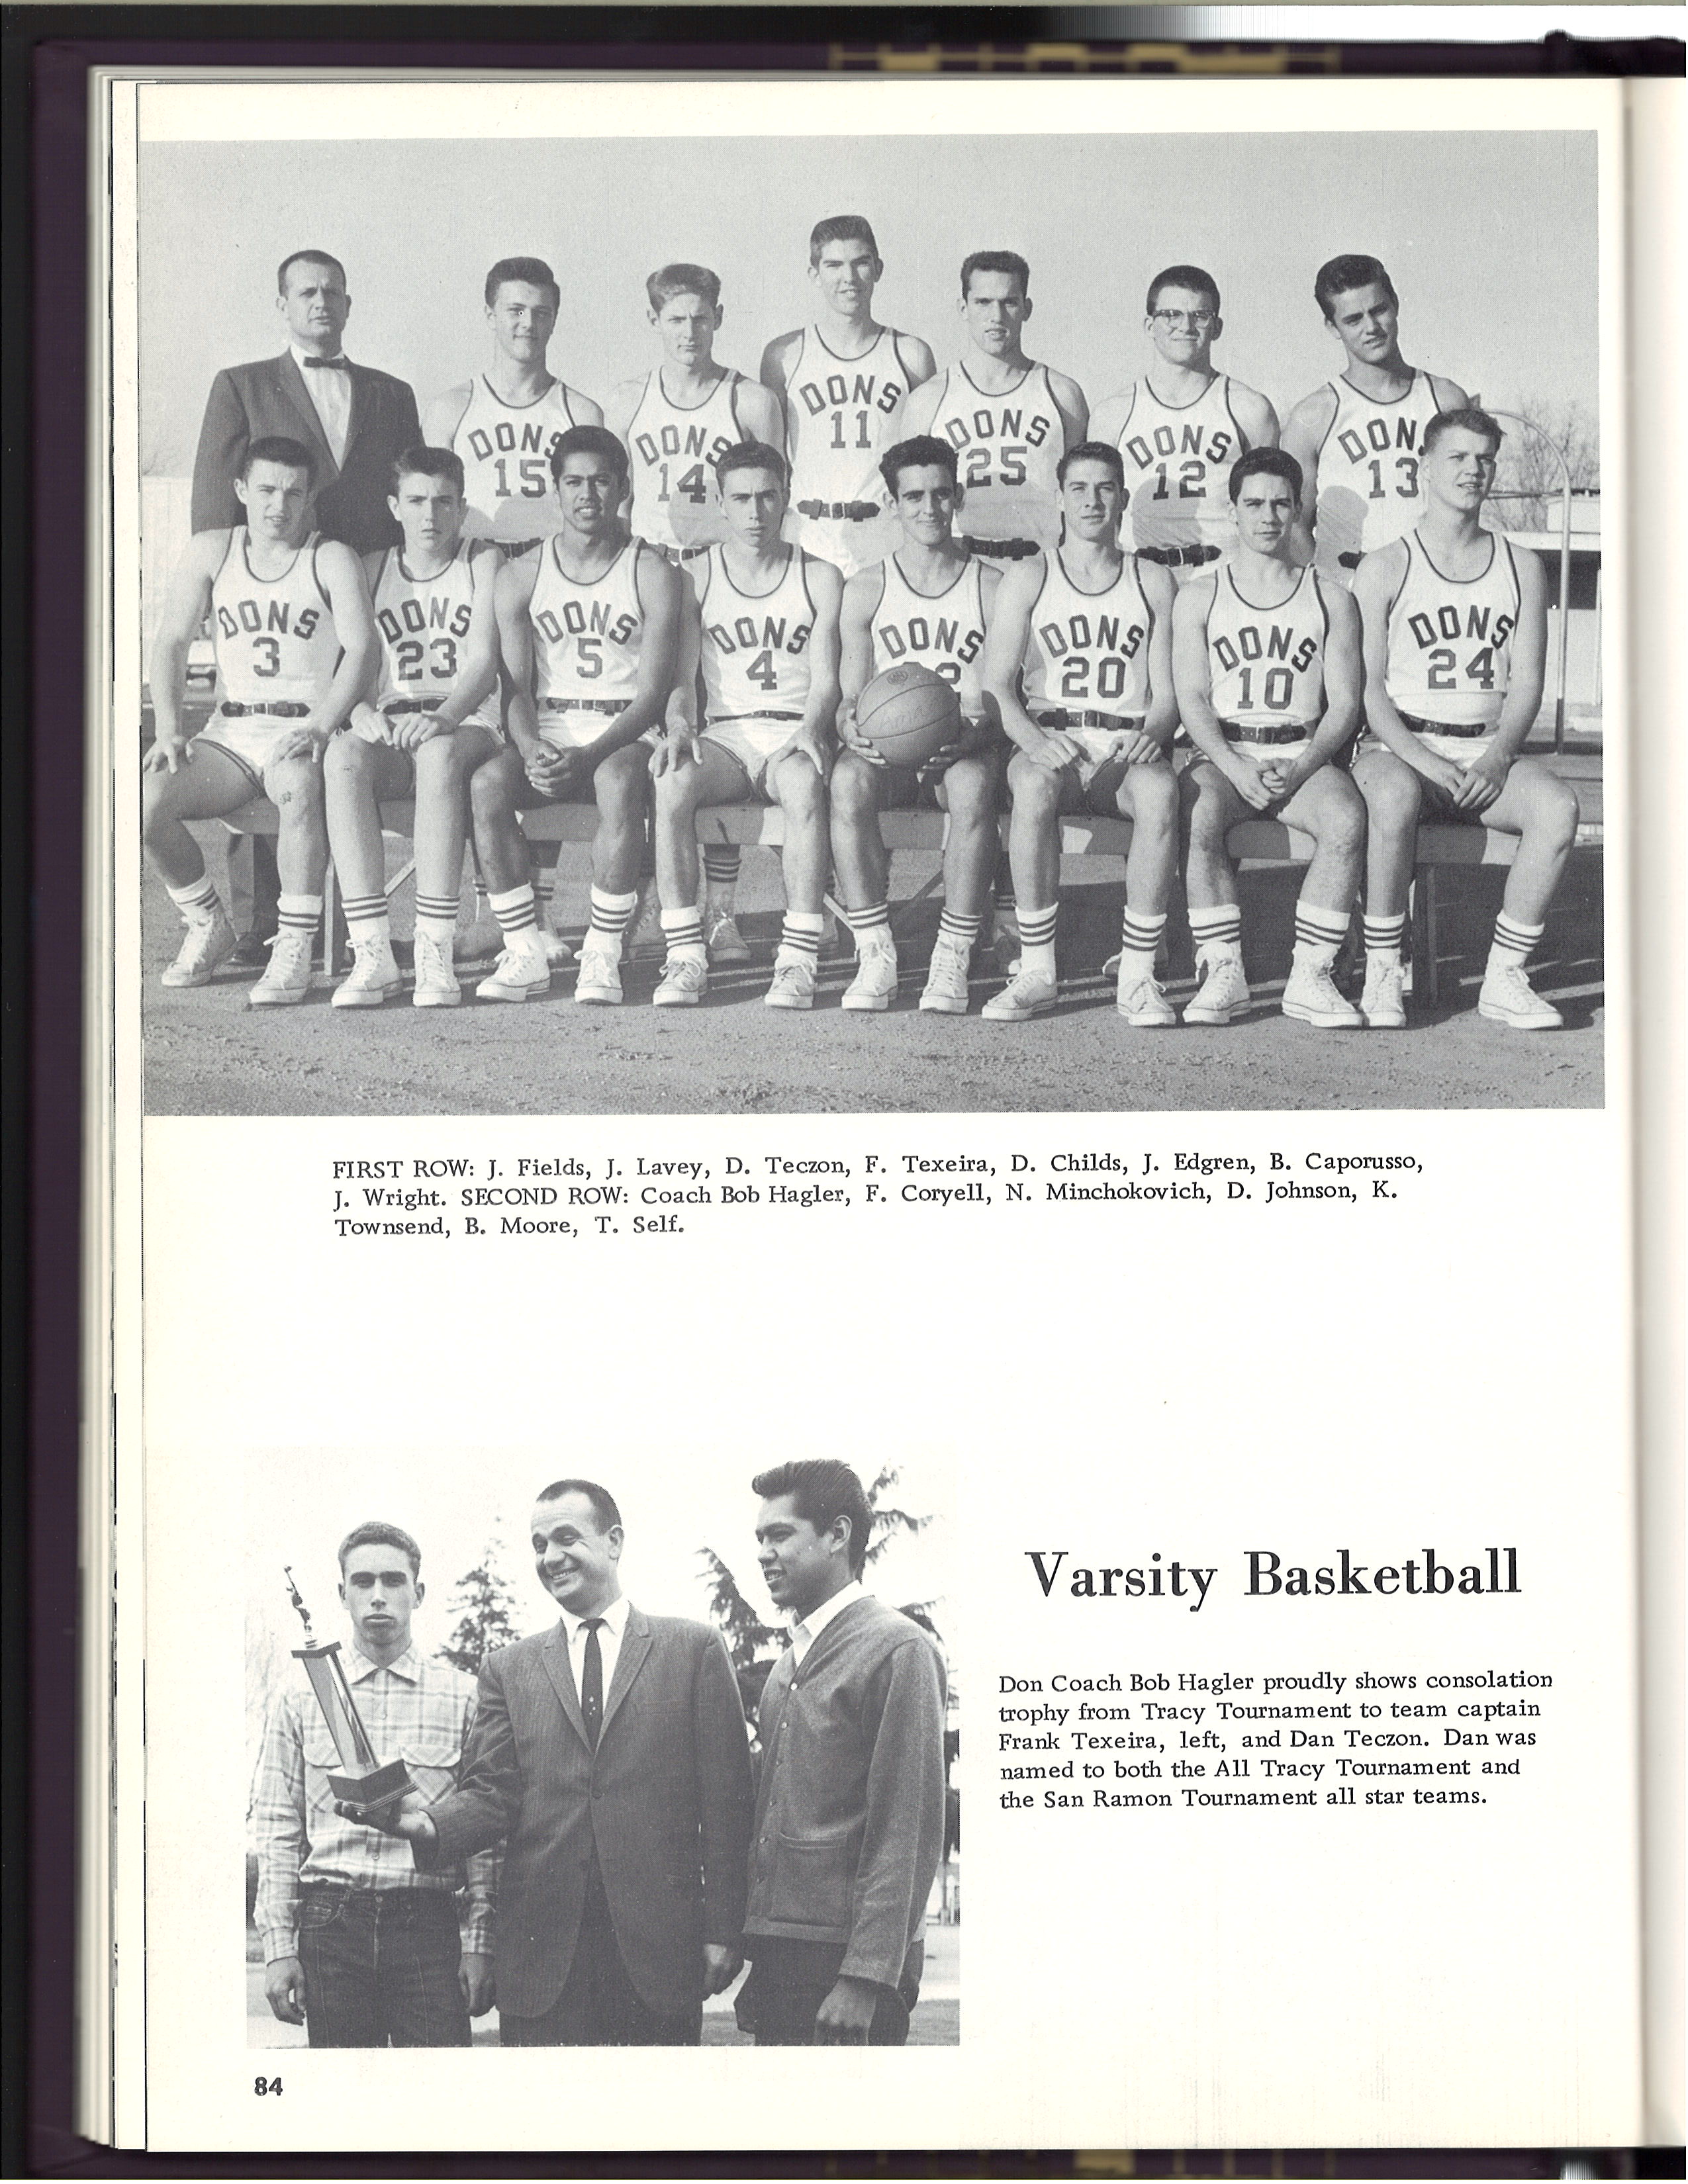 DONS
11
DONS
15
DONS
14
DONS
25
DONS
12
DON
13
DONS
3
DONS
23
DONS
5
DONS
4
DONS
DONS
20
DONS
10
DONS
24
FIRST ROW: J. Fields, J. Lavey, D. Teczon, F. Texeira, D. Childs, J. Edgren, B. Caporusso,
J. Wright. SECOND ROW: Coach Bob Hagler, F. Coryell, N. Minchokovich, D. Johnson, K.
Townsend, B. Moore, T. Self.
Varsity Basketball
Don Coach Bob Hagler proudly shows consolation
trophy from Tracy Tournament to team captain
Frank Texeira, left, and Dan Teczon. Dan was
named to both the All Tracy Tournament and
the San Ramon Tournament all star teams.
84